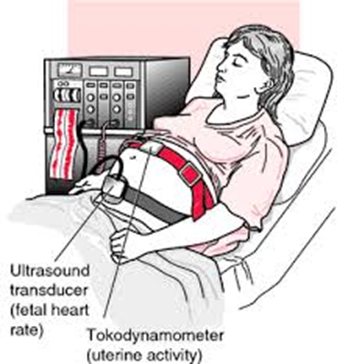 Ultrasound
transducer
(fetal heart
rate)
Tokodynamometer
(uterine activity)